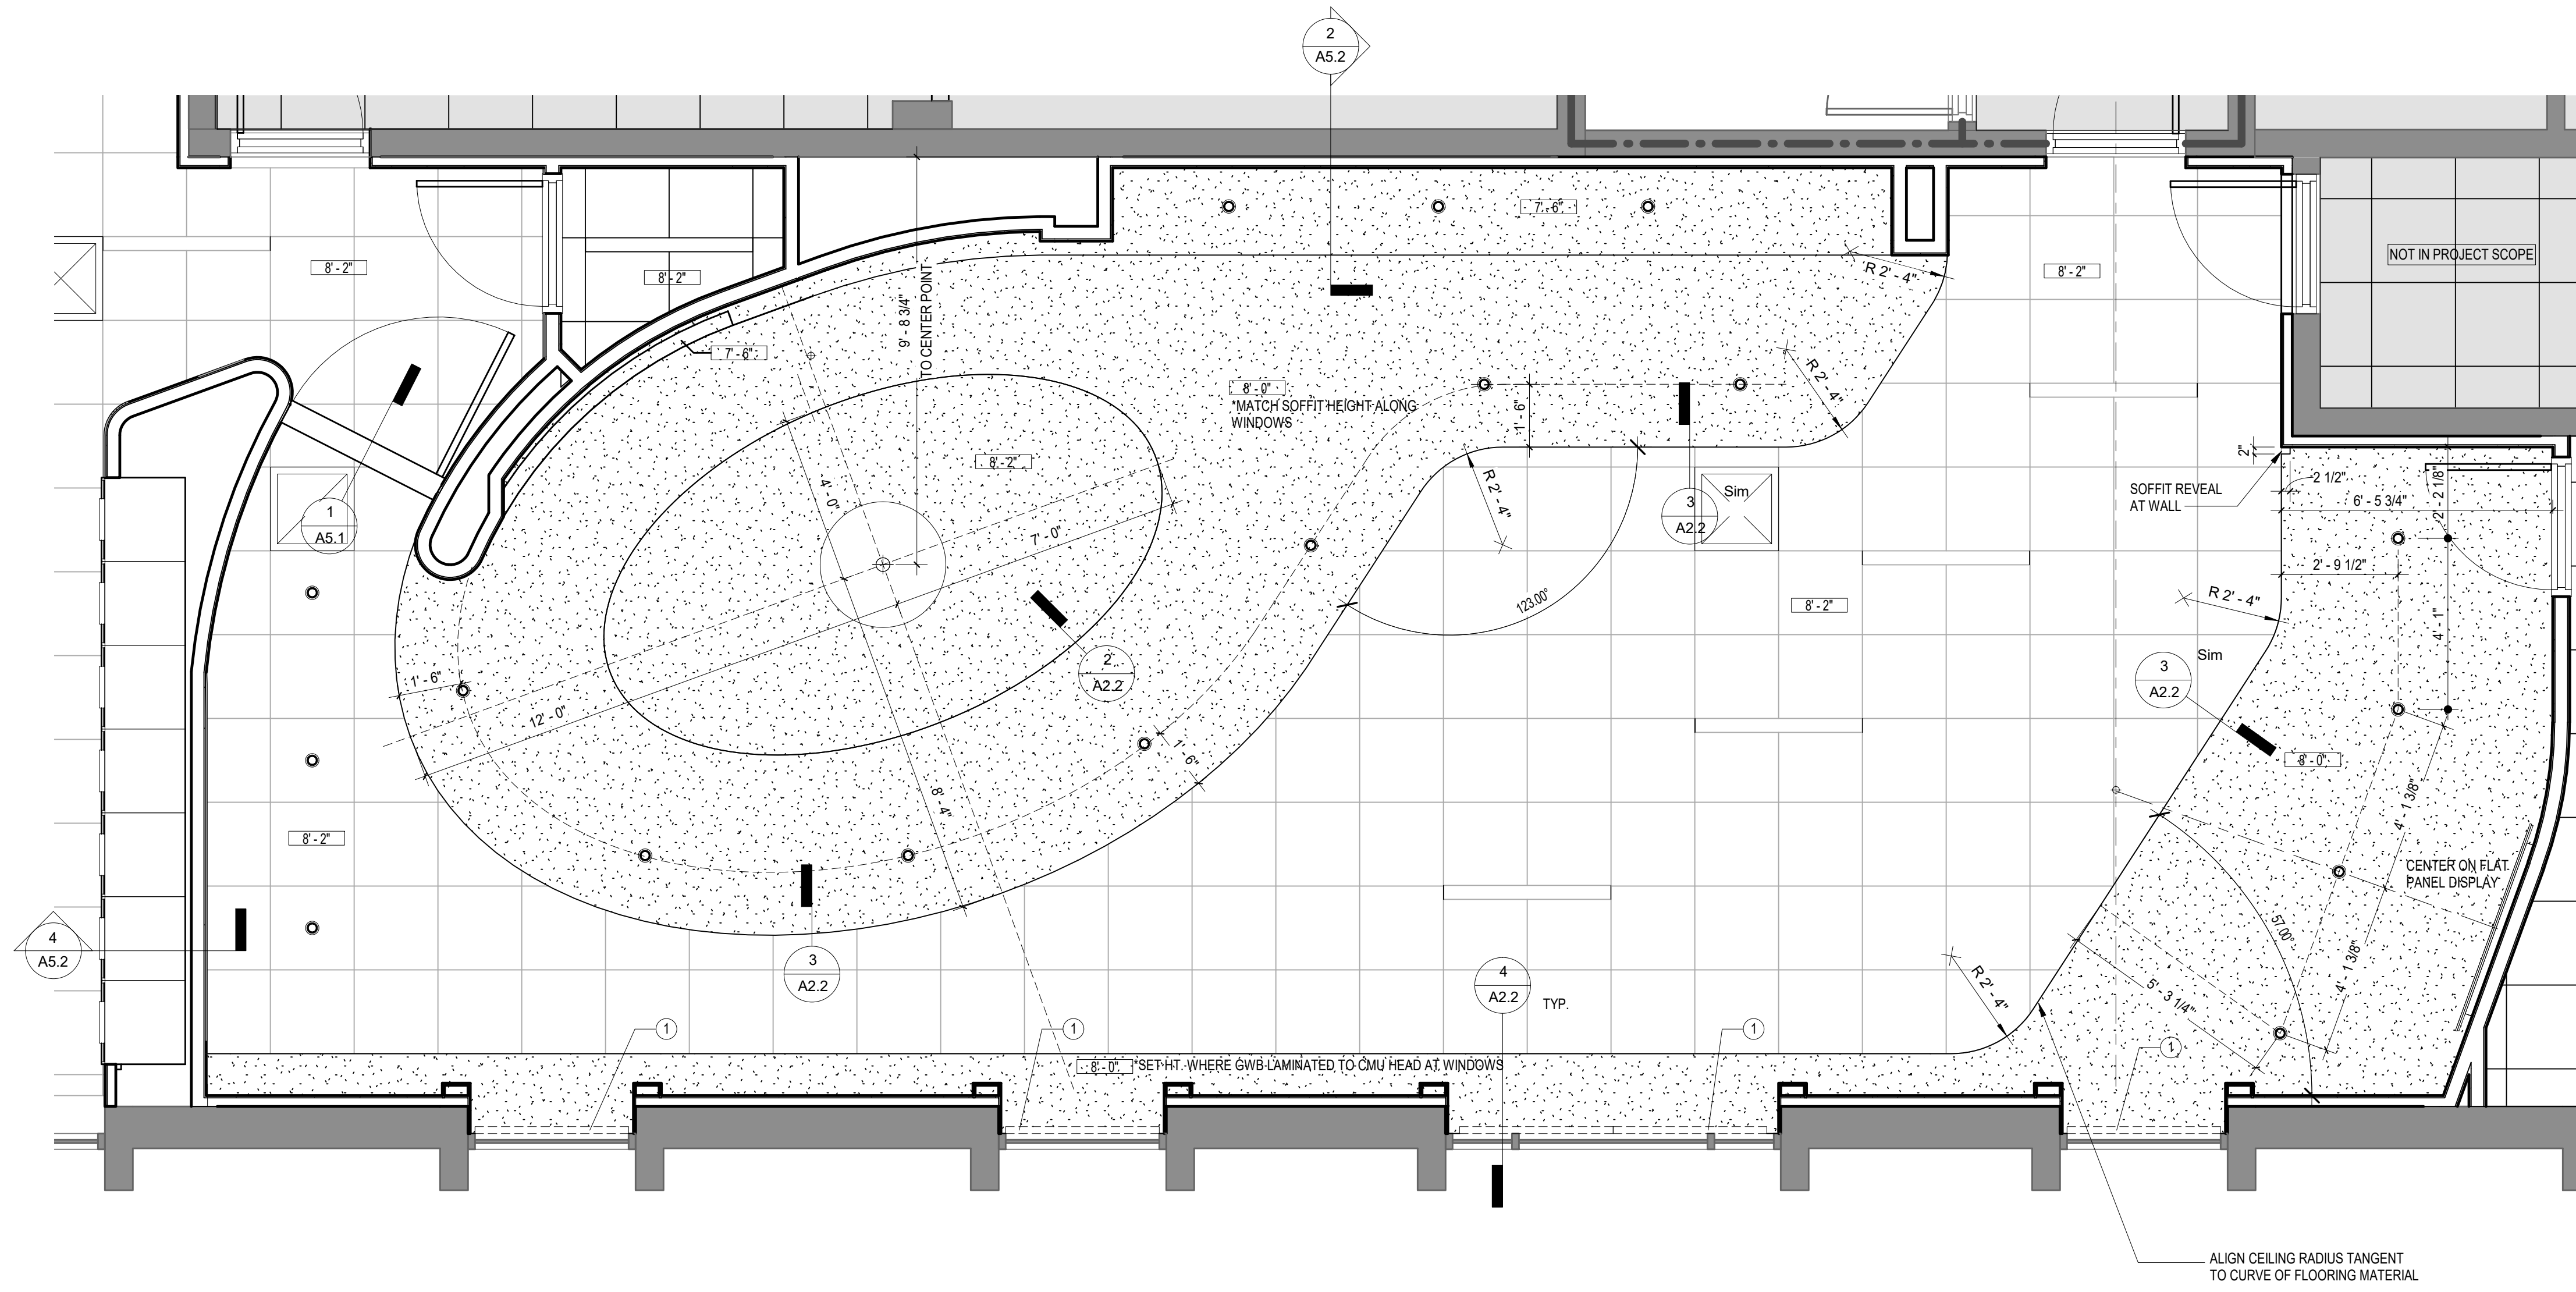 2
A5.2
7' - 6"
8' - 2"
8' - 2"
8' - 2"
NOT IN PROJECT SCOPE
R 2' - 4"
9' - 8 3/4"
TO CENTER POINT
7' - 6"
8' - 0"
*MATCH SOFFIT HEIGHT ALONG
WINDOWS
1' - 6"
R 2' - 4"
8' - 2"
4' - 0"
7' - 0"
R 2' - 4"
3
A2.2
Sim
2"
SOFFIT REVEAL
AT WALL
2 1/2"
6' - 5 3/4"
2' - 2 1/8"
1
A5.1
2' - 9 1/2"
R 2' - 4"
4' - 1"
123.00°
8' - 2"
2
A2.2
3
A2.2
Sim
1' - 6"
12' - 0"
1' - 6"
8' - 4"
8' - 0"
4' - 1 3/8"
8' - 2"
CENTER ON FLAT
PANEL DISPLAY
57.00°
4
A5.2
3
A2.2
4
A2.2
TYP.
R 2' - 4"
5' - 3 1/4"
4' - 1 3/8"
1
1
1
1
8' - 0"
*SET HT. WHERE GWB LAMINATED TO CMU HEAD AT WINDOWS
ALIGN CEILING RADIUS TANGENT
TO CURVE OF FLOORING MATERIAL